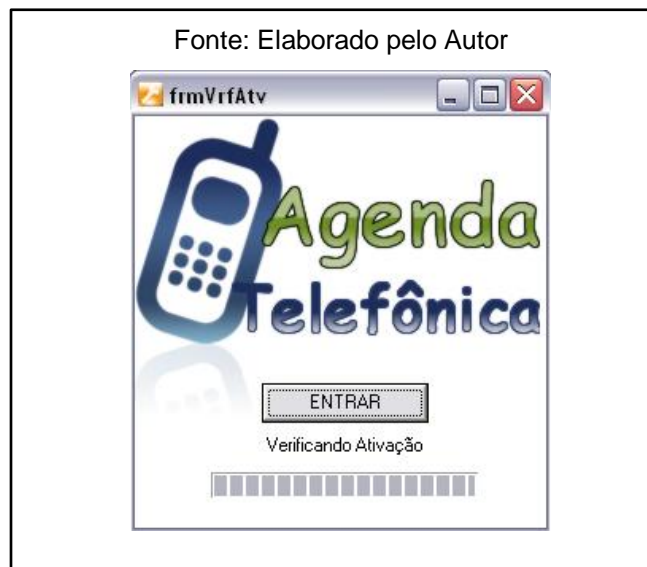 Fonte: Elaborado pelo Autor
frmVrfAtv
Agenda
Telefônica
ENTRAR
Verificando Ativação